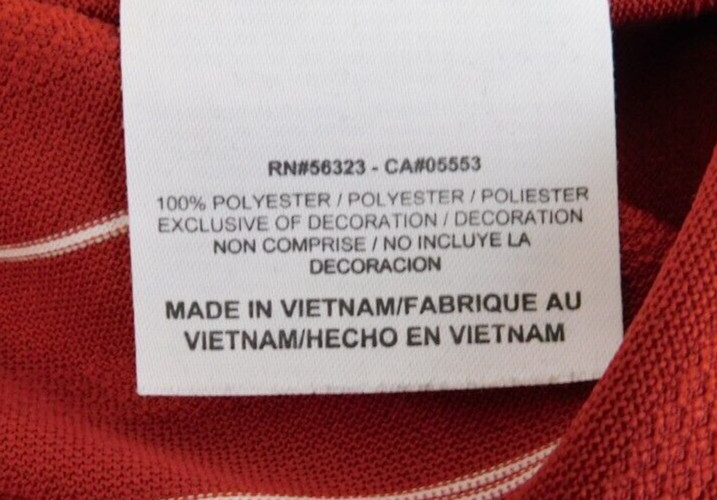 RN#56323 - CA#05553
100% POLYESTER / POLYESTER / POLIESTER
EXCLUSIVE OF DECORATION / DECORATION
NON COMPRISE / NO INCLUYE LA
DECORACION
MADE IN VIETNAM/FABRIQUE AU
VIETNAM/HECHO EN VIETNAM